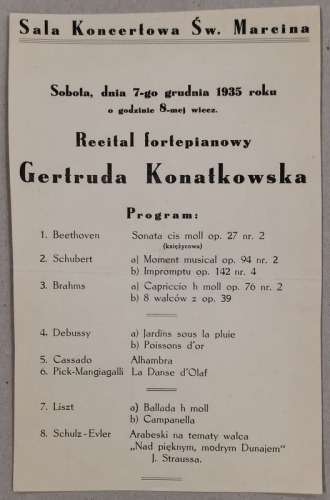 Sala Koncertowa Św. Marcina
Sobota, dnia 7-go grudnia 1935 roku
o godzinie 8-mej wiecz.
Recital fortepianowy
Gertruda Konatkowska
Program:
1. Beethoven Sonata cis moll op. 27 nr. 2
(księżycowa)
2. Schubert a) Moment musical op. 94 nr. 2
b) Impromptu op. 142 nr. 4
3. Brahms a) Capriccio h moll op. 76 nr. 2
b) 8 walców z op. 39
4. Debussy a) Jardins sous la pluie
b) Poissons d'or
5. Cassado Alhambra
6. Pick-Mangiagalli La Danse d'Olaf
7. Liszt a) Ballada h moll
b) Campanella
8. Schulz-Evler Arabeski na tematy walca
„Nad pięknym, modrym Dunajem"
J. Straussa.